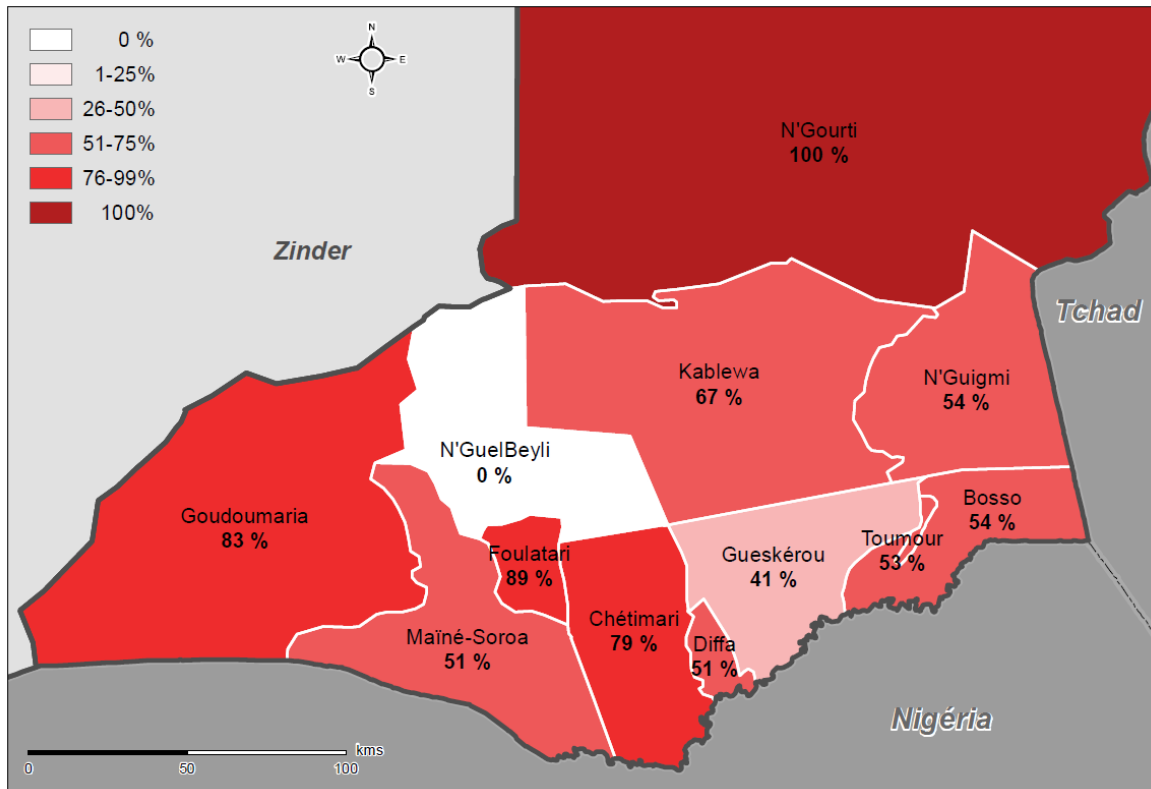 0 %
1-25%
26-50%
51-75%
76-99%
100%
N
W E
S
Zinder
N'Gourti
100 %
Tchad
Kablewa
67 %
N'Guigmi
54 %
N'GuelBeyli
0 %
Goudoumaria
83 %
Bosso
54 %
Foulatari
89 %
Gueskérou
41 %
Toumour
53 %
Chétimari
79 %
Maïné-Soroa
51 %
Diffa
51 %
Nigéria
kms
0 50 100